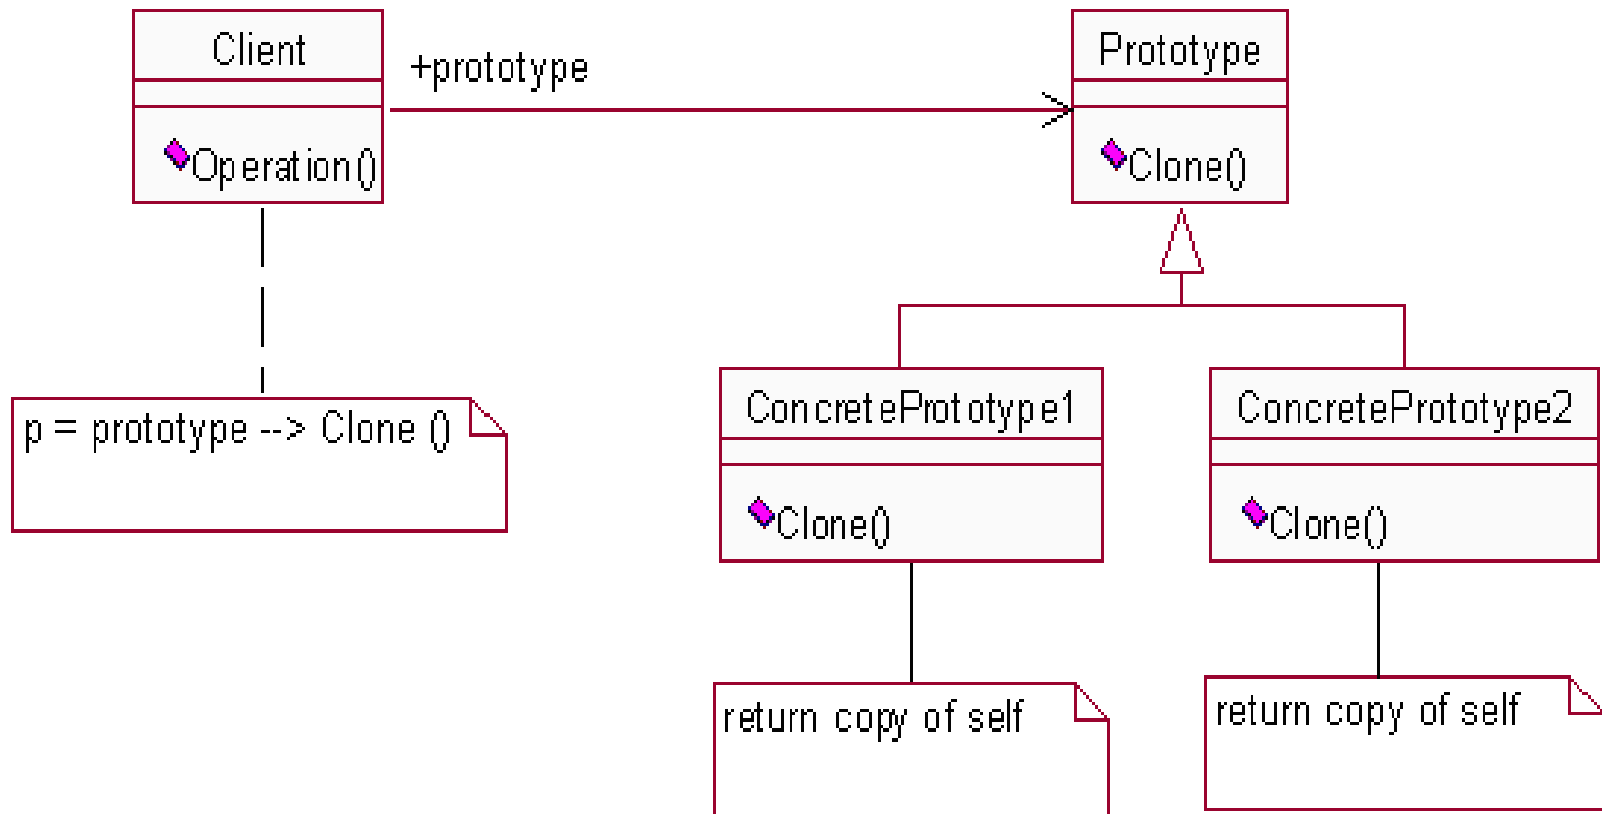 Client
+prototype
Prototype
Operation()
Clone()
p = prototype --> Clone ()
ConcretePrototype1
ConcretePrototype2
Clone()
Clone()
return copy of self
return copy of self